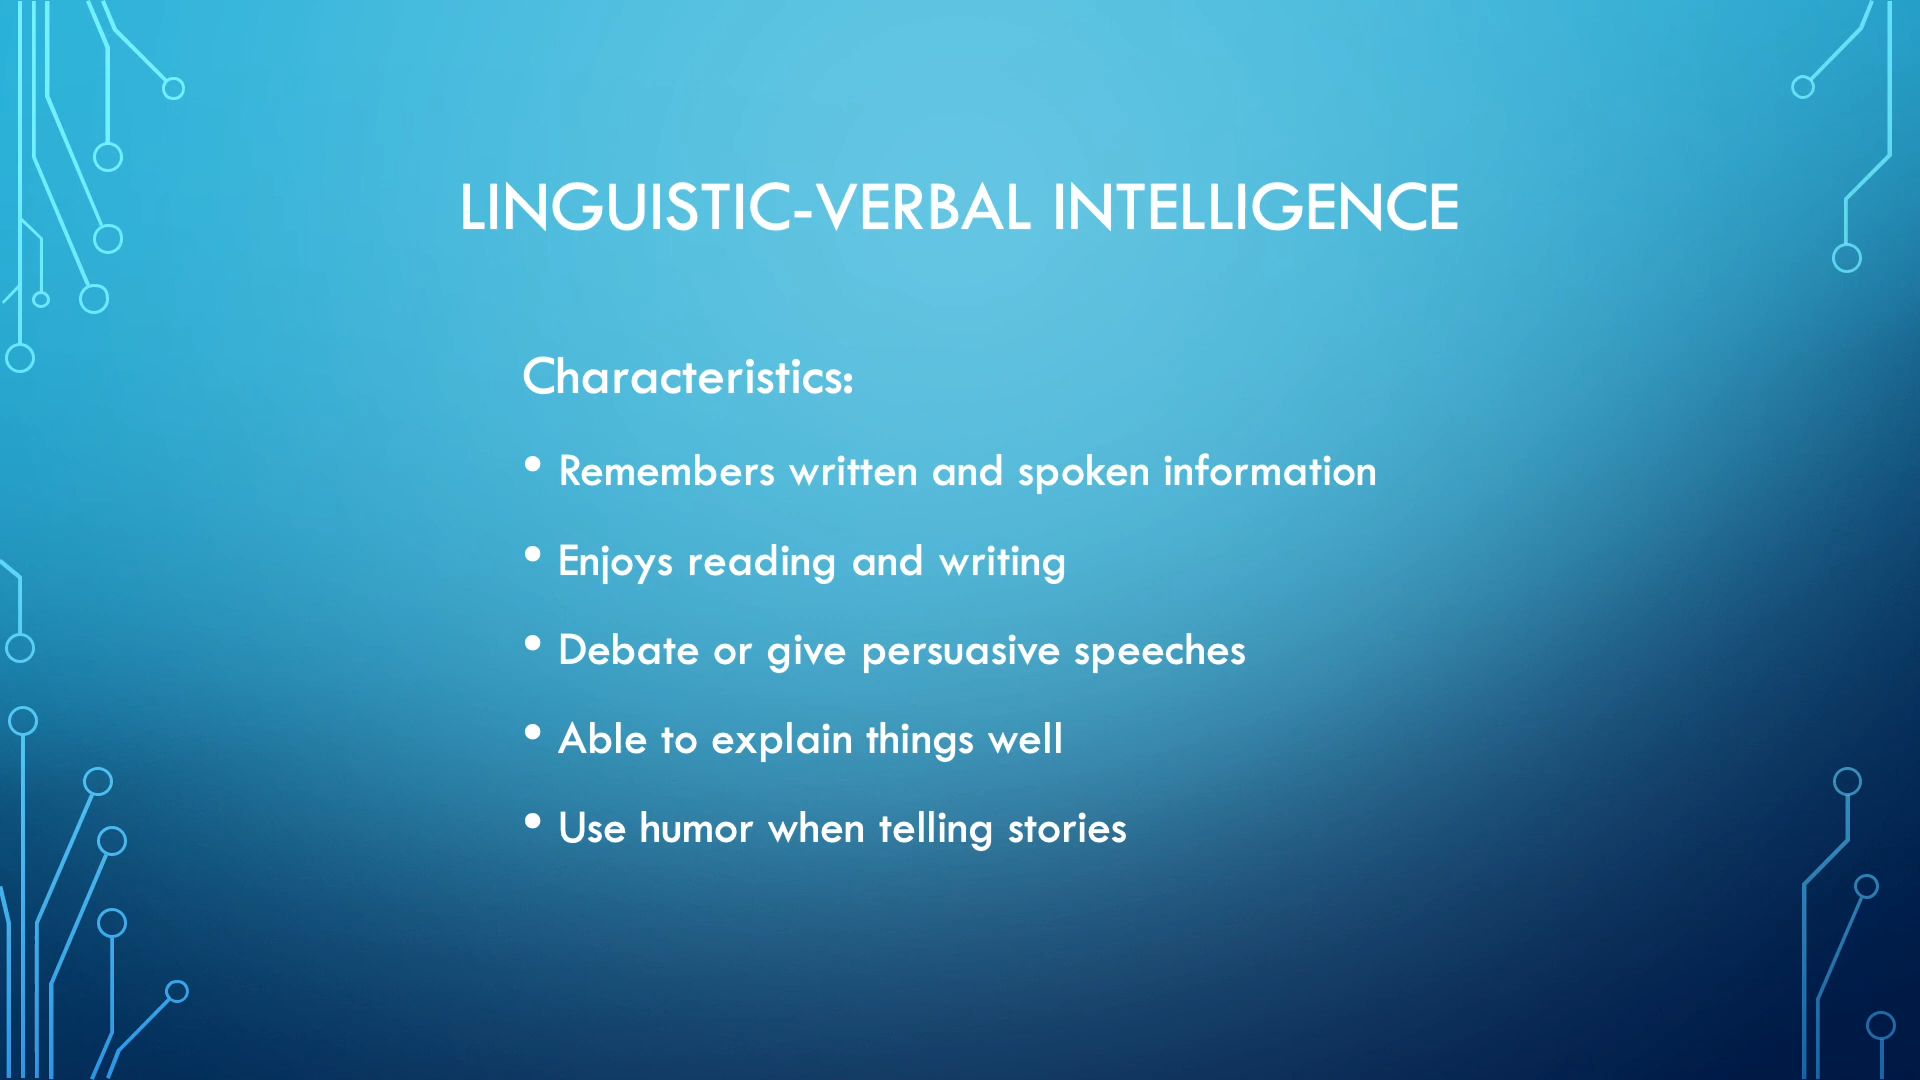 LINGUISTIC-VERBAL INTELLIGENCE
Characteristics:
• Remembers written and spoken information
• Enjoys reading and writing
• Debate or give persuasive speeches
• Able to explain things well
• Use humor when telling stories